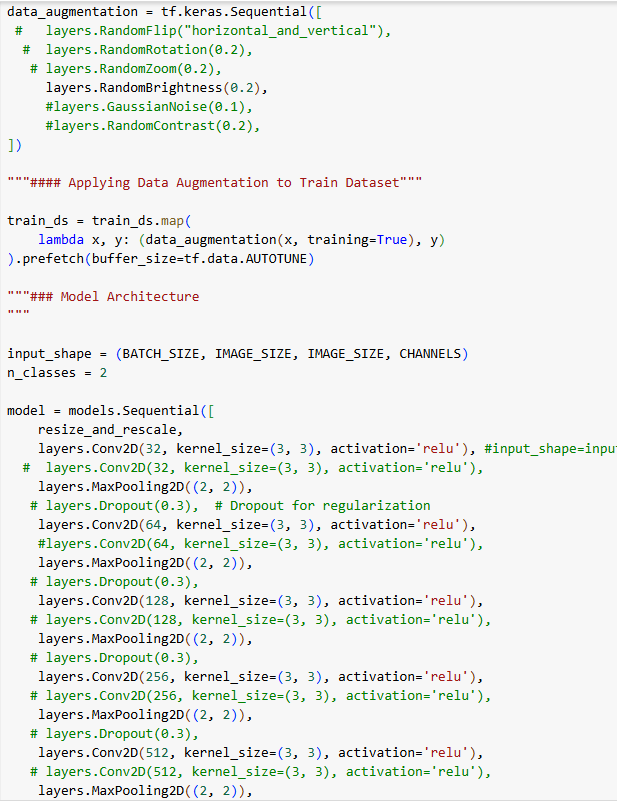 data_augmentation = tf.keras.Sequential([
#   layers.RandomFlip("horizontal_and_vertical"),
#  layers.RandomRotation(0.2),
# layers.RandomZoom(0.2),
layers.RandomBrightness(0.2),
#layers.GaussianNoise(0.1),
#layers.RandomContrast(0.2),
])
"""#### Applying Data Augmentation to Train Dataset"""
train_ds = train_ds.map(
lambda x, y: (data_augmentation(x, training=True), y)
).prefetch(buffer_size=tf.data.AUTOTUNE)
"""### Model Architecture
"""
input_shape = (BATCH_SIZE, IMAGE_SIZE, IMAGE_SIZE, CHANNELS)
n_classes = 2
model = models.Sequential([
resize_and_rescale,
layers.Conv2D(32, kernel_size=(3, 3), activation='relu'), #input_shape=inpu
#  layers.Conv2D(32, kernel_size=(3, 3), activation='relu'),
layers.MaxPooling2D((2, 2)),
# layers.Dropout(0.3),  # Dropout for regularization
layers.Conv2D(64, kernel_size=(3, 3), activation='relu'),
#layers.Conv2D(64, kernel_size=(3, 3), activation='relu'),
layers.MaxPooling2D((2, 2)),
# layers.Dropout(0.3),
layers.Conv2D(128, kernel_size=(3, 3), activation='relu'),
# layers.Conv2D(128, kernel_size=(3, 3), activation='relu'),
layers.MaxPooling2D((2, 2)),
# layers.Dropout(0.3),
layers.Conv2D(256, kernel_size=(3, 3), activation='relu'),
# layers.Conv2D(256, kernel_size=(3, 3), activation='relu'),
layers.MaxPooling2D((2, 2)),
# layers.Dropout(0.3),
layers.Conv2D(512, kernel_size=(3, 3), activation='relu'),
# layers.Conv2D(512, kernel_size=(3, 3), activation='relu'),
layers.MaxPooling2D((2, 2)),